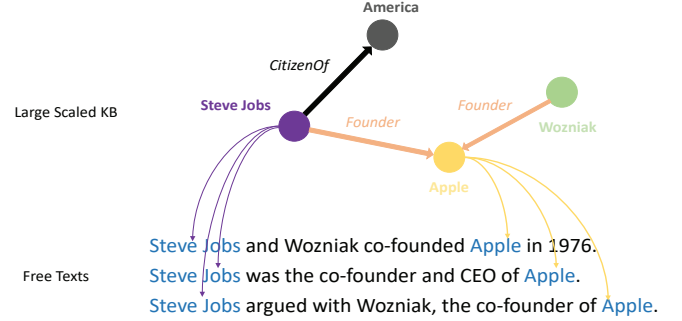 America
CitizenOf
Steve Jobs
Large Scaled KB
Founder
Founder
Wozniak
Apple
Steve Jobs and Wozniak co-founded Apple in 1976.
Free Texts
Steve Jobs was the co-founder and CEO of Apple.
Steve Jobs argued with Wozniak, the co-founder of Apple.